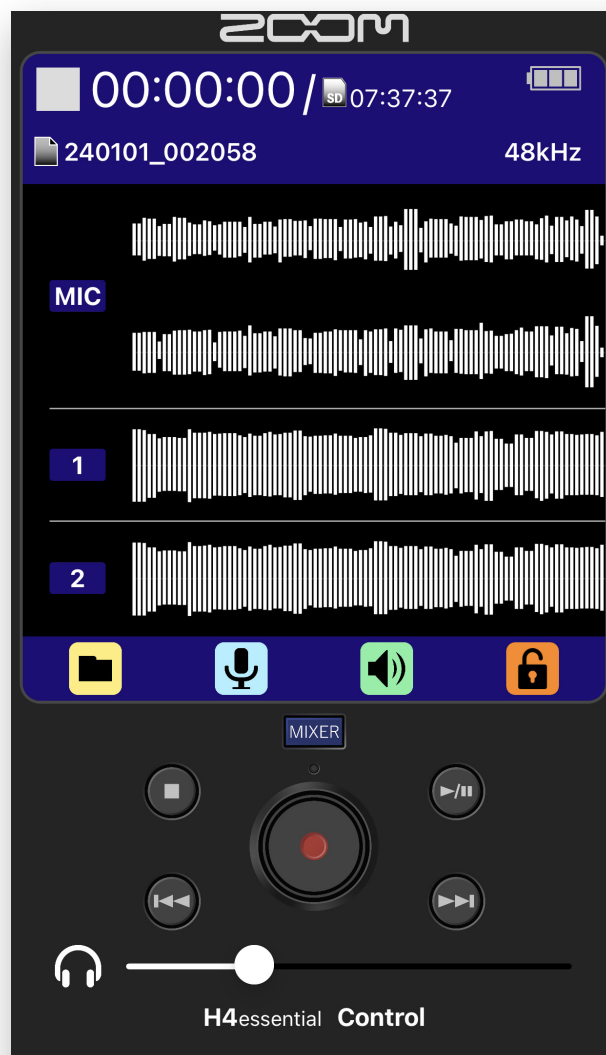 ZOOM
00:00:00/ SD 07:37:37
240101_002058 48kHz
MIC
1
2
MIXER
H4essential Control